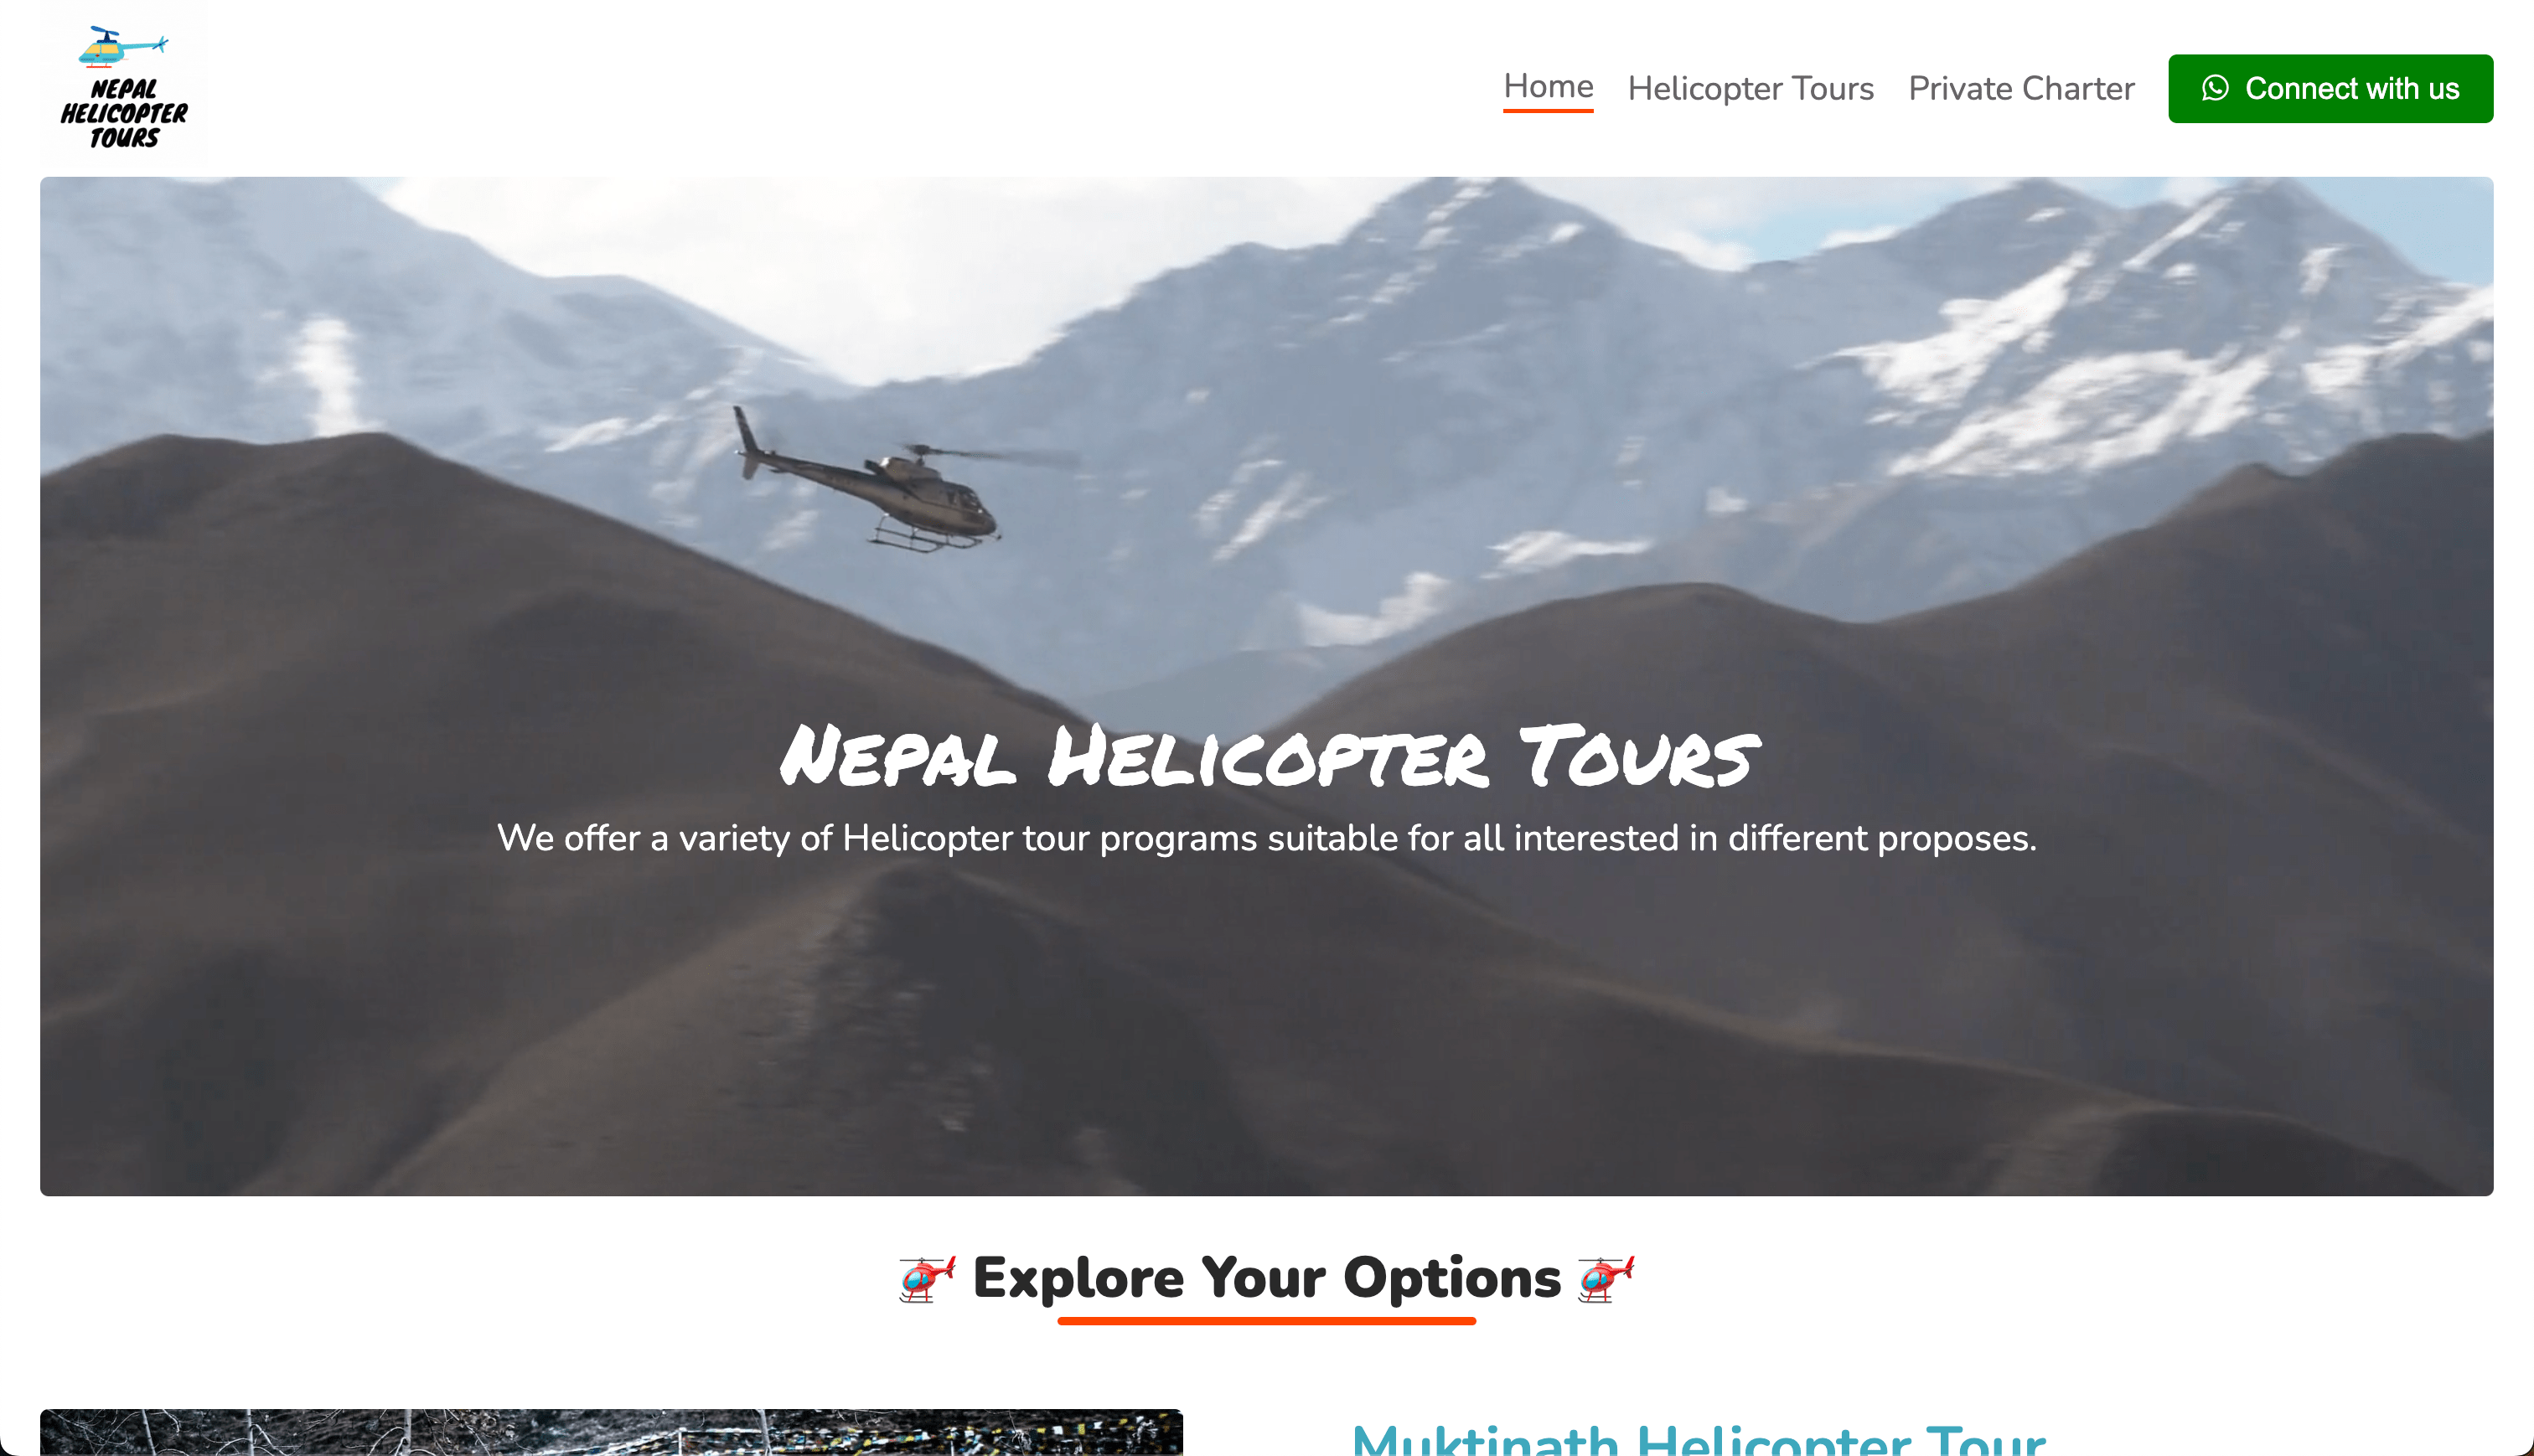 NEPAL
HELICOPTER
TOURS
Home
Helicopter Tours
Private Charter
Connect with us
Nepal Helicopter Tours
We offer a variety of Helicopter tour programs suitable for all interested in different proposes.
Explore Your Options
Muktinath Helicopter Tour